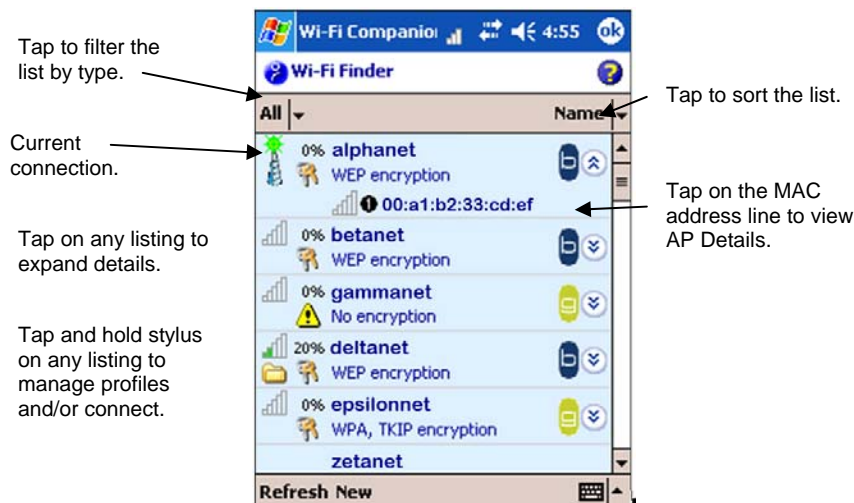 Tap to filter the
list by type.
Current
connection.
Tap on any listing to
expand details.
Tap and hold stylus
on any listing to
manage profiles
and/or connect.
Wi-Fi Companio 4:55 ok
Wi-Fi Finder ?
All Name
0% alphanet b
WEP encryption
1 00:a1:b2:33:cd:ef
0% betanet b
WEP encryption
0% gammanet g
! No encryption
20% deltanet b
WEP encryption
0% epsilonnet g
WPA, TKIP encryption
zetanet
Refresh New
Tap to sort the list.
Tap on the MAC
address line to view
AP Details.